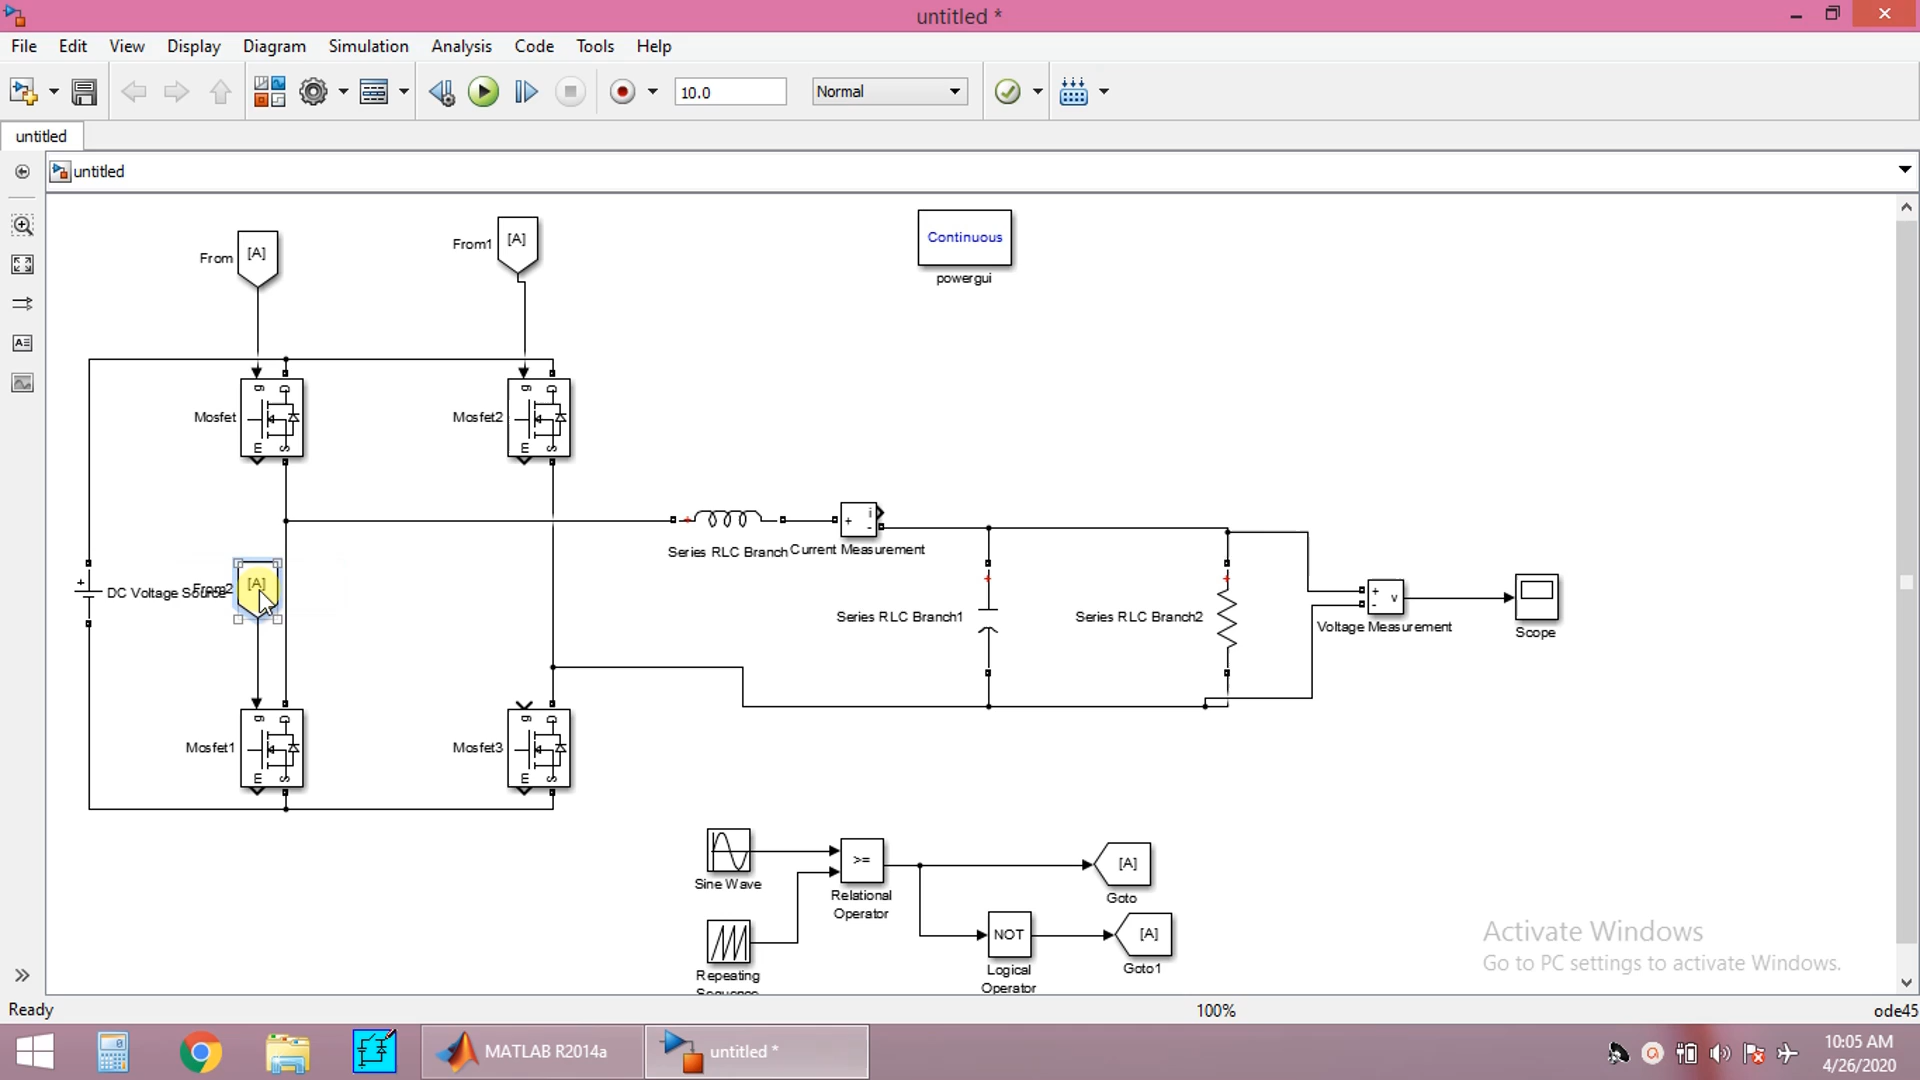 untitled *
File Edit View Display Diagram Simulation Analysis Code Tools Help
10.0 Normal
untitled
untitled
From [A]
From1 [A]
Continuous
powergui
g D
m S
Mosfet
g D
m S
Mosfet2
+ i -
Series RLC Branch Current Measurement
+
DC Voltage Source
From2 [A]
Series RLC Branch1
Series RLC Branch2
+ - v
Voltage Measurement
Scope
g D
m S
Mosfet1
g D
m S
Mosfet3
Sine Wave
>=
Relational
Operator
[A]
Goto
Repeating
NOT
Logical
Operator
[A]
Goto1
Activate Windows
Go to PC settings to activate Windows.
Ready 100% ode45
MATLAB R2014a untitled *
10:05 AM
4/26/2020